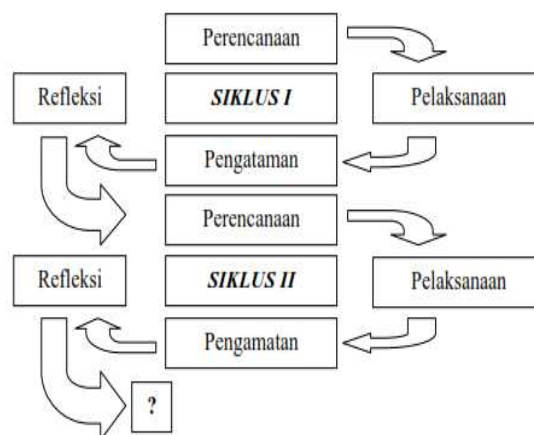 Perencanaan
Refleksi
SIKLUS I
Pelaksanaan
Pengataman
Perencanaan
Refleksi
SIKLUS II
Pelaksanaan
Pengamatan
?